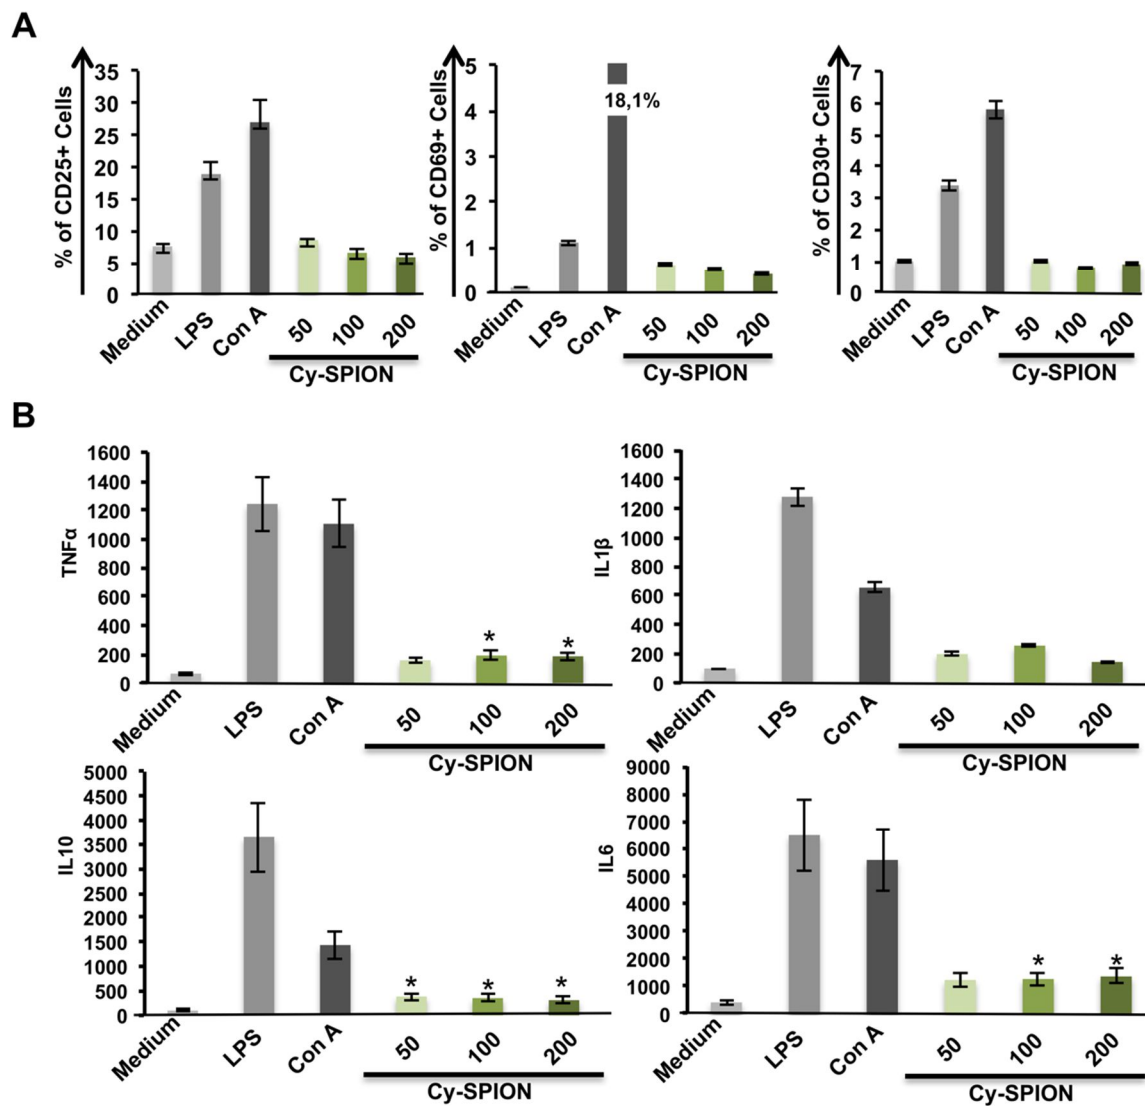 A
% of CD25+ Cells
35
30
25
20
15
10
5
0
Medium
LPS
Con A
50
100
200
Cy-SPION
% of CD69+ Cells
5
4
3
2
1
0
18,1%
Medium
LPS
Con A
50
100
200
Cy-SPION
% of CD30+ Cells
7
6
5
4
3
2
1
0
Medium
LPS
Con A
50
100
200
Cy-SPION
B
TNFα
1600
1400
1200
1000
800
600
400
200
0
*
*
Medium
LPS
Con A
50
100
200
Cy-SPION
IL1β
1600
1400
1200
1000
800
600
400
200
0
Medium
LPS
Con A
50
100
200
Cy-SPION
IL10
5000
4500
4000
3500
3000
2500
2000
1500
1000
500
0
*
*
*
Medium
LPS
Con A
50
100
200
Cy-SPION
IL6
9000
8000
7000
6000
5000
4000
3000
2000
1000
0
*
*
Medium
LPS
Con A
50
100
200
Cy-SPION